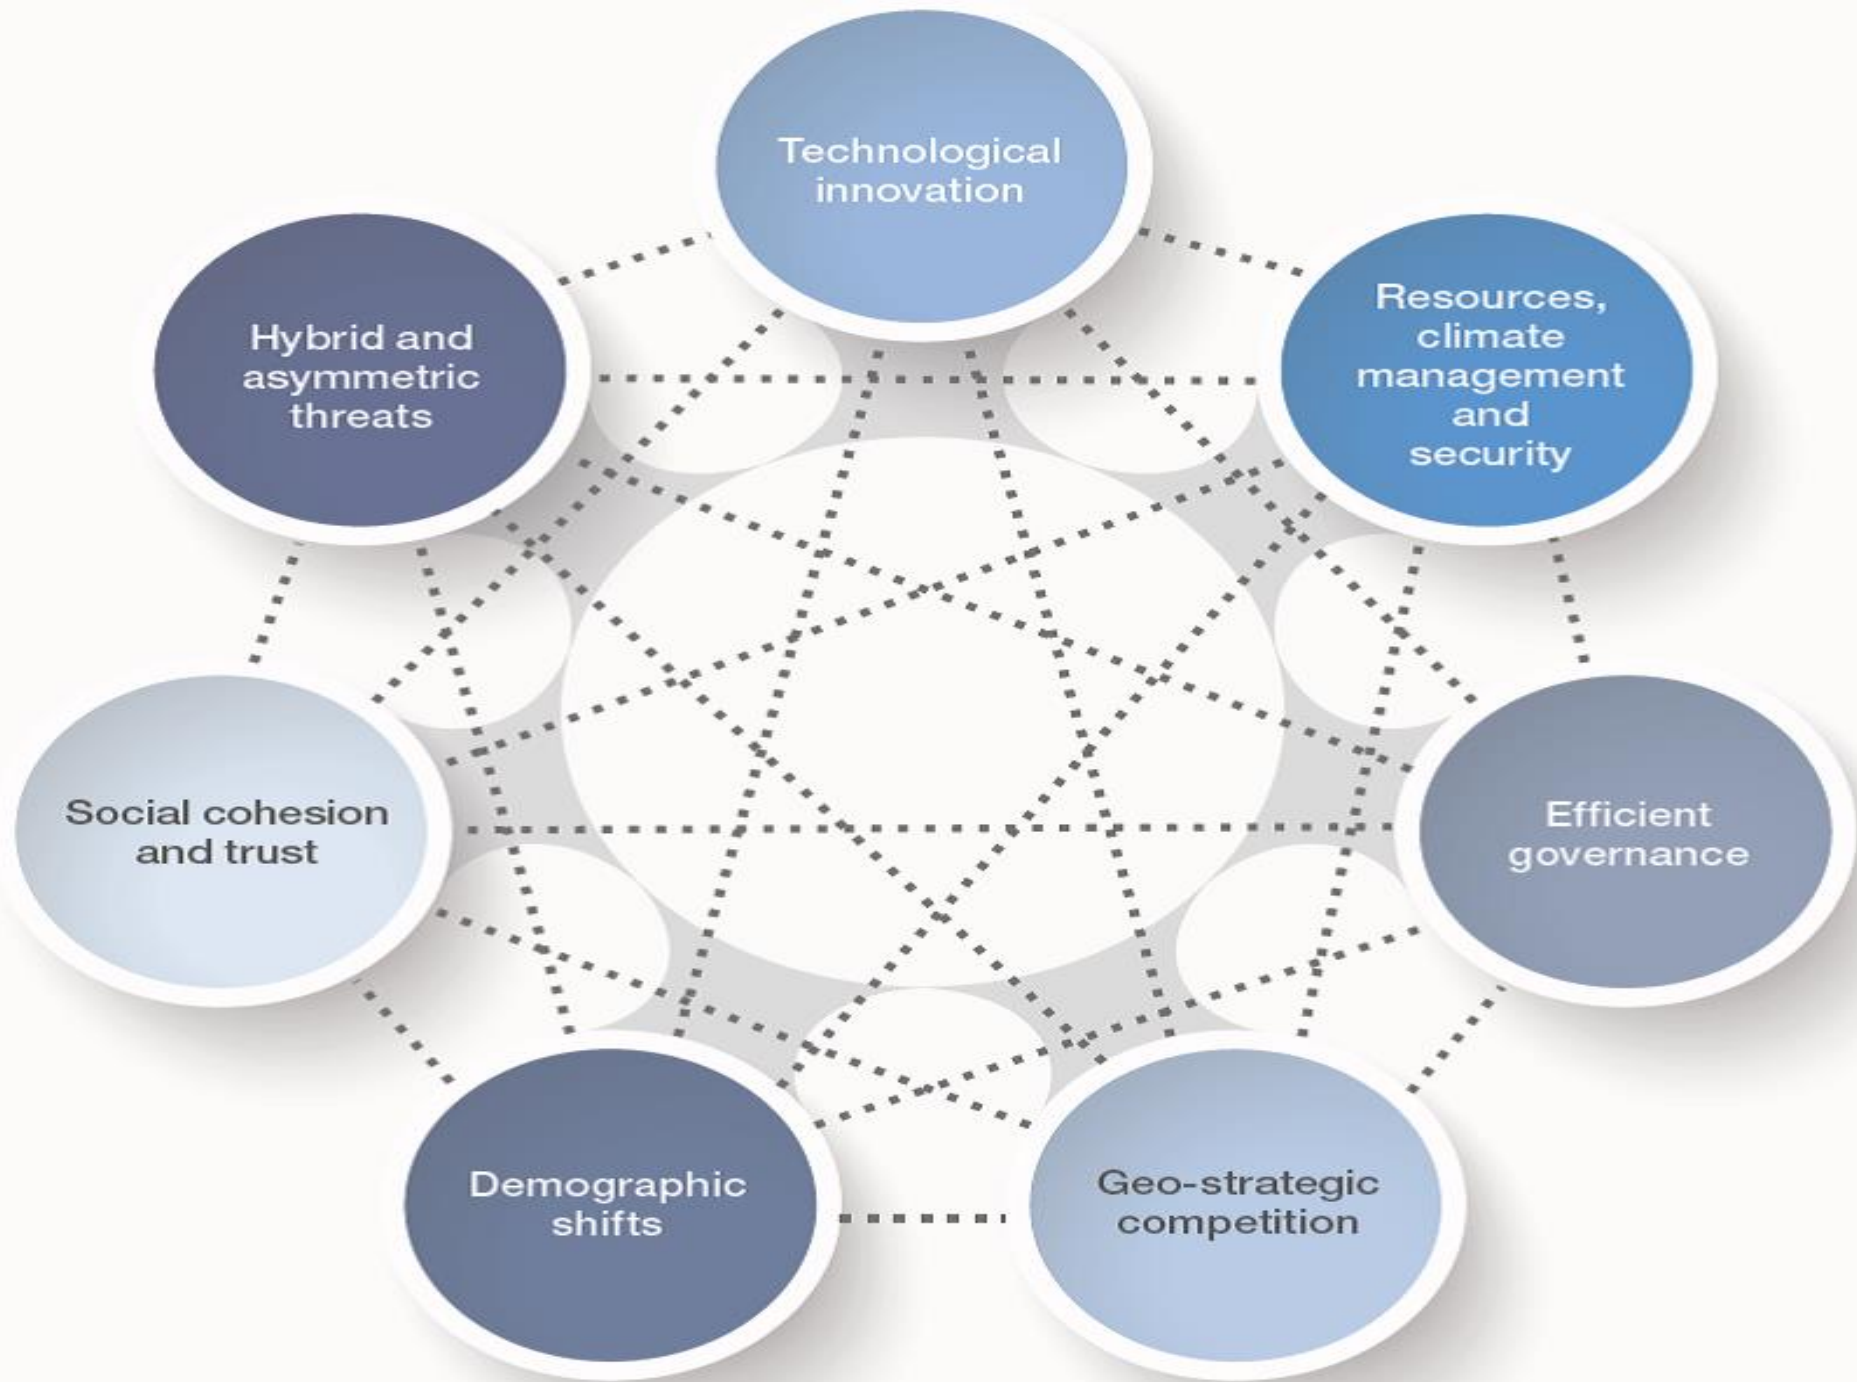 Technological
innovation
Resources,
climate
management
and
security
Hybrid and
asymmetric
threats
Social cohesion
and trust
Efficient
governance
Demographic
shifts
Geo-strategic
competition